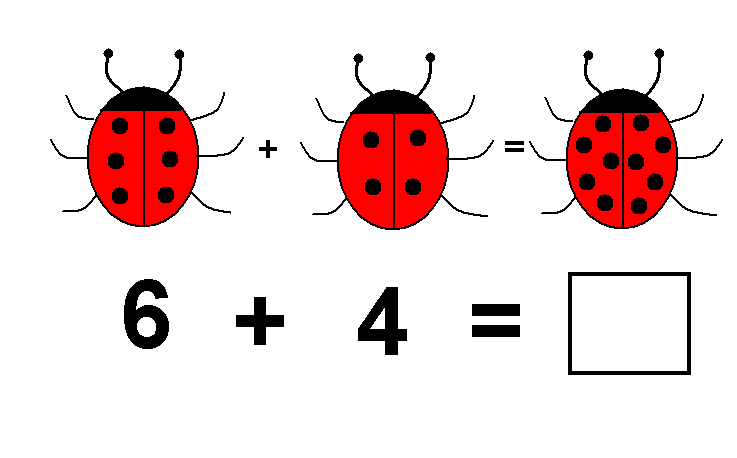 + =
6 + 4 =